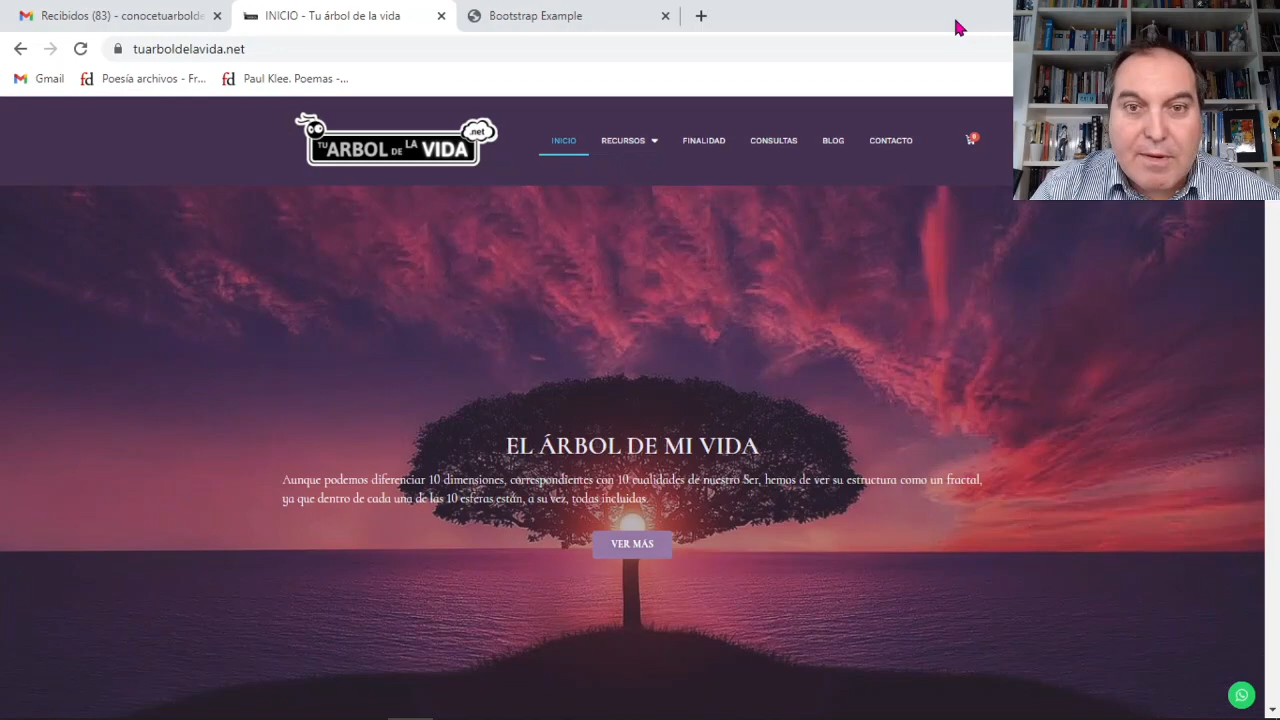 Recibidos (83) - conocetuarbolde
INICIO - Tu árbol de la vida
Bootstrap Example
tuarboldelavida.net
Gmail
Poesía archivos - Fr...
Paul Klee. Poemas -...
TU ARBOL DE LA VIDA .net
INICIO
RECURSOS
FINALIDAD
CONSULTAS
BLOG
CONTACTO
0
EL ÁRBOL DE MI VIDA
Aunque podemos diferenciar 10 dimensiones, correspondientes con 10 cualidades de nuestro Ser, hemos de ver su estructura como un fractal,
ya que dentro de cada una de las 10 esferas están, a su vez, todas incluidas.
VER MÁS